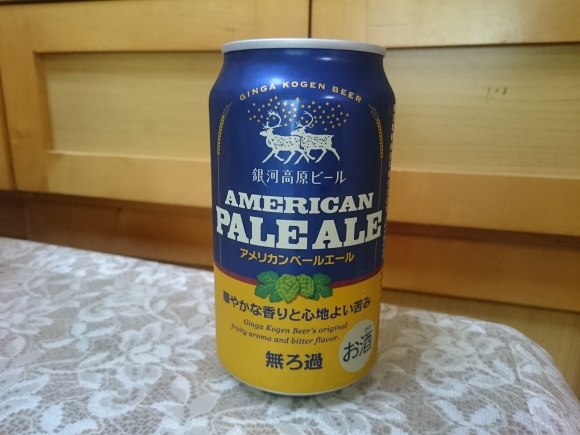 GINGA KOGEN BEER
銀河高原ビール
AMERICAN
PALE ALE
アメリカンペールエール
華やかな香りと心地よい苦み
Ginga Kogen Beer's original
fruity aroma and bitter flavor
無ろ過
お酒